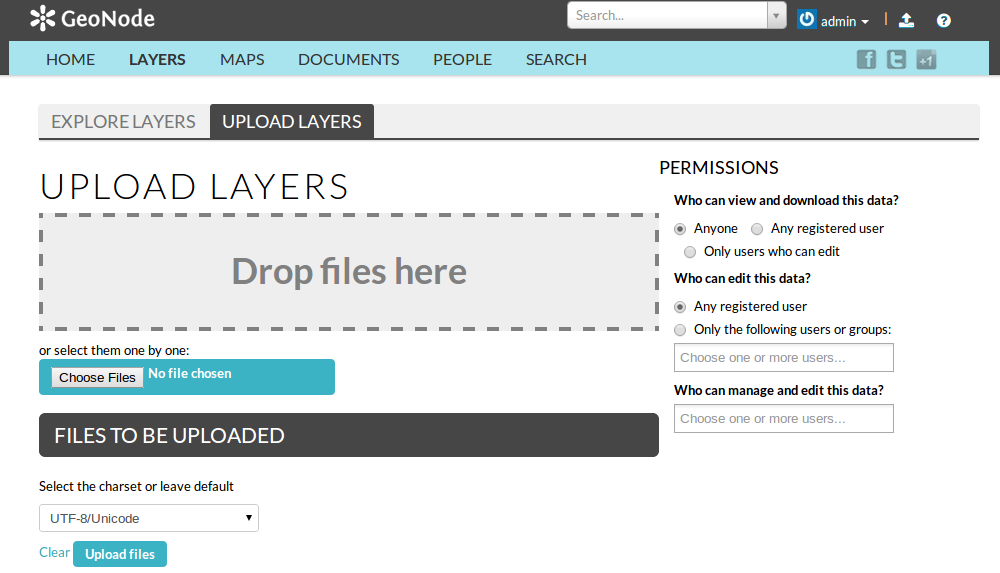 GeoNode
Search...
admin
HOME LAYERS MAPS DOCUMENTS PEOPLE SEARCH
f t +1
EXPLORE LAYERS UPLOAD LAYERS
UPLOAD LAYERS
Drop files here
or select them one by one:
Choose Files No file chosen
FILES TO BE UPLOADED
Select the charset or leave default
UTF-8/Unicode
Clear Upload files
PERMISSIONS
Who can view and download this data?
Anyone Any registered user
Only users who can edit
Who can edit this data?
Any registered user
Only the following users or groups:
Choose one or more users...
Who can manage and edit this data?
Choose one or more users...